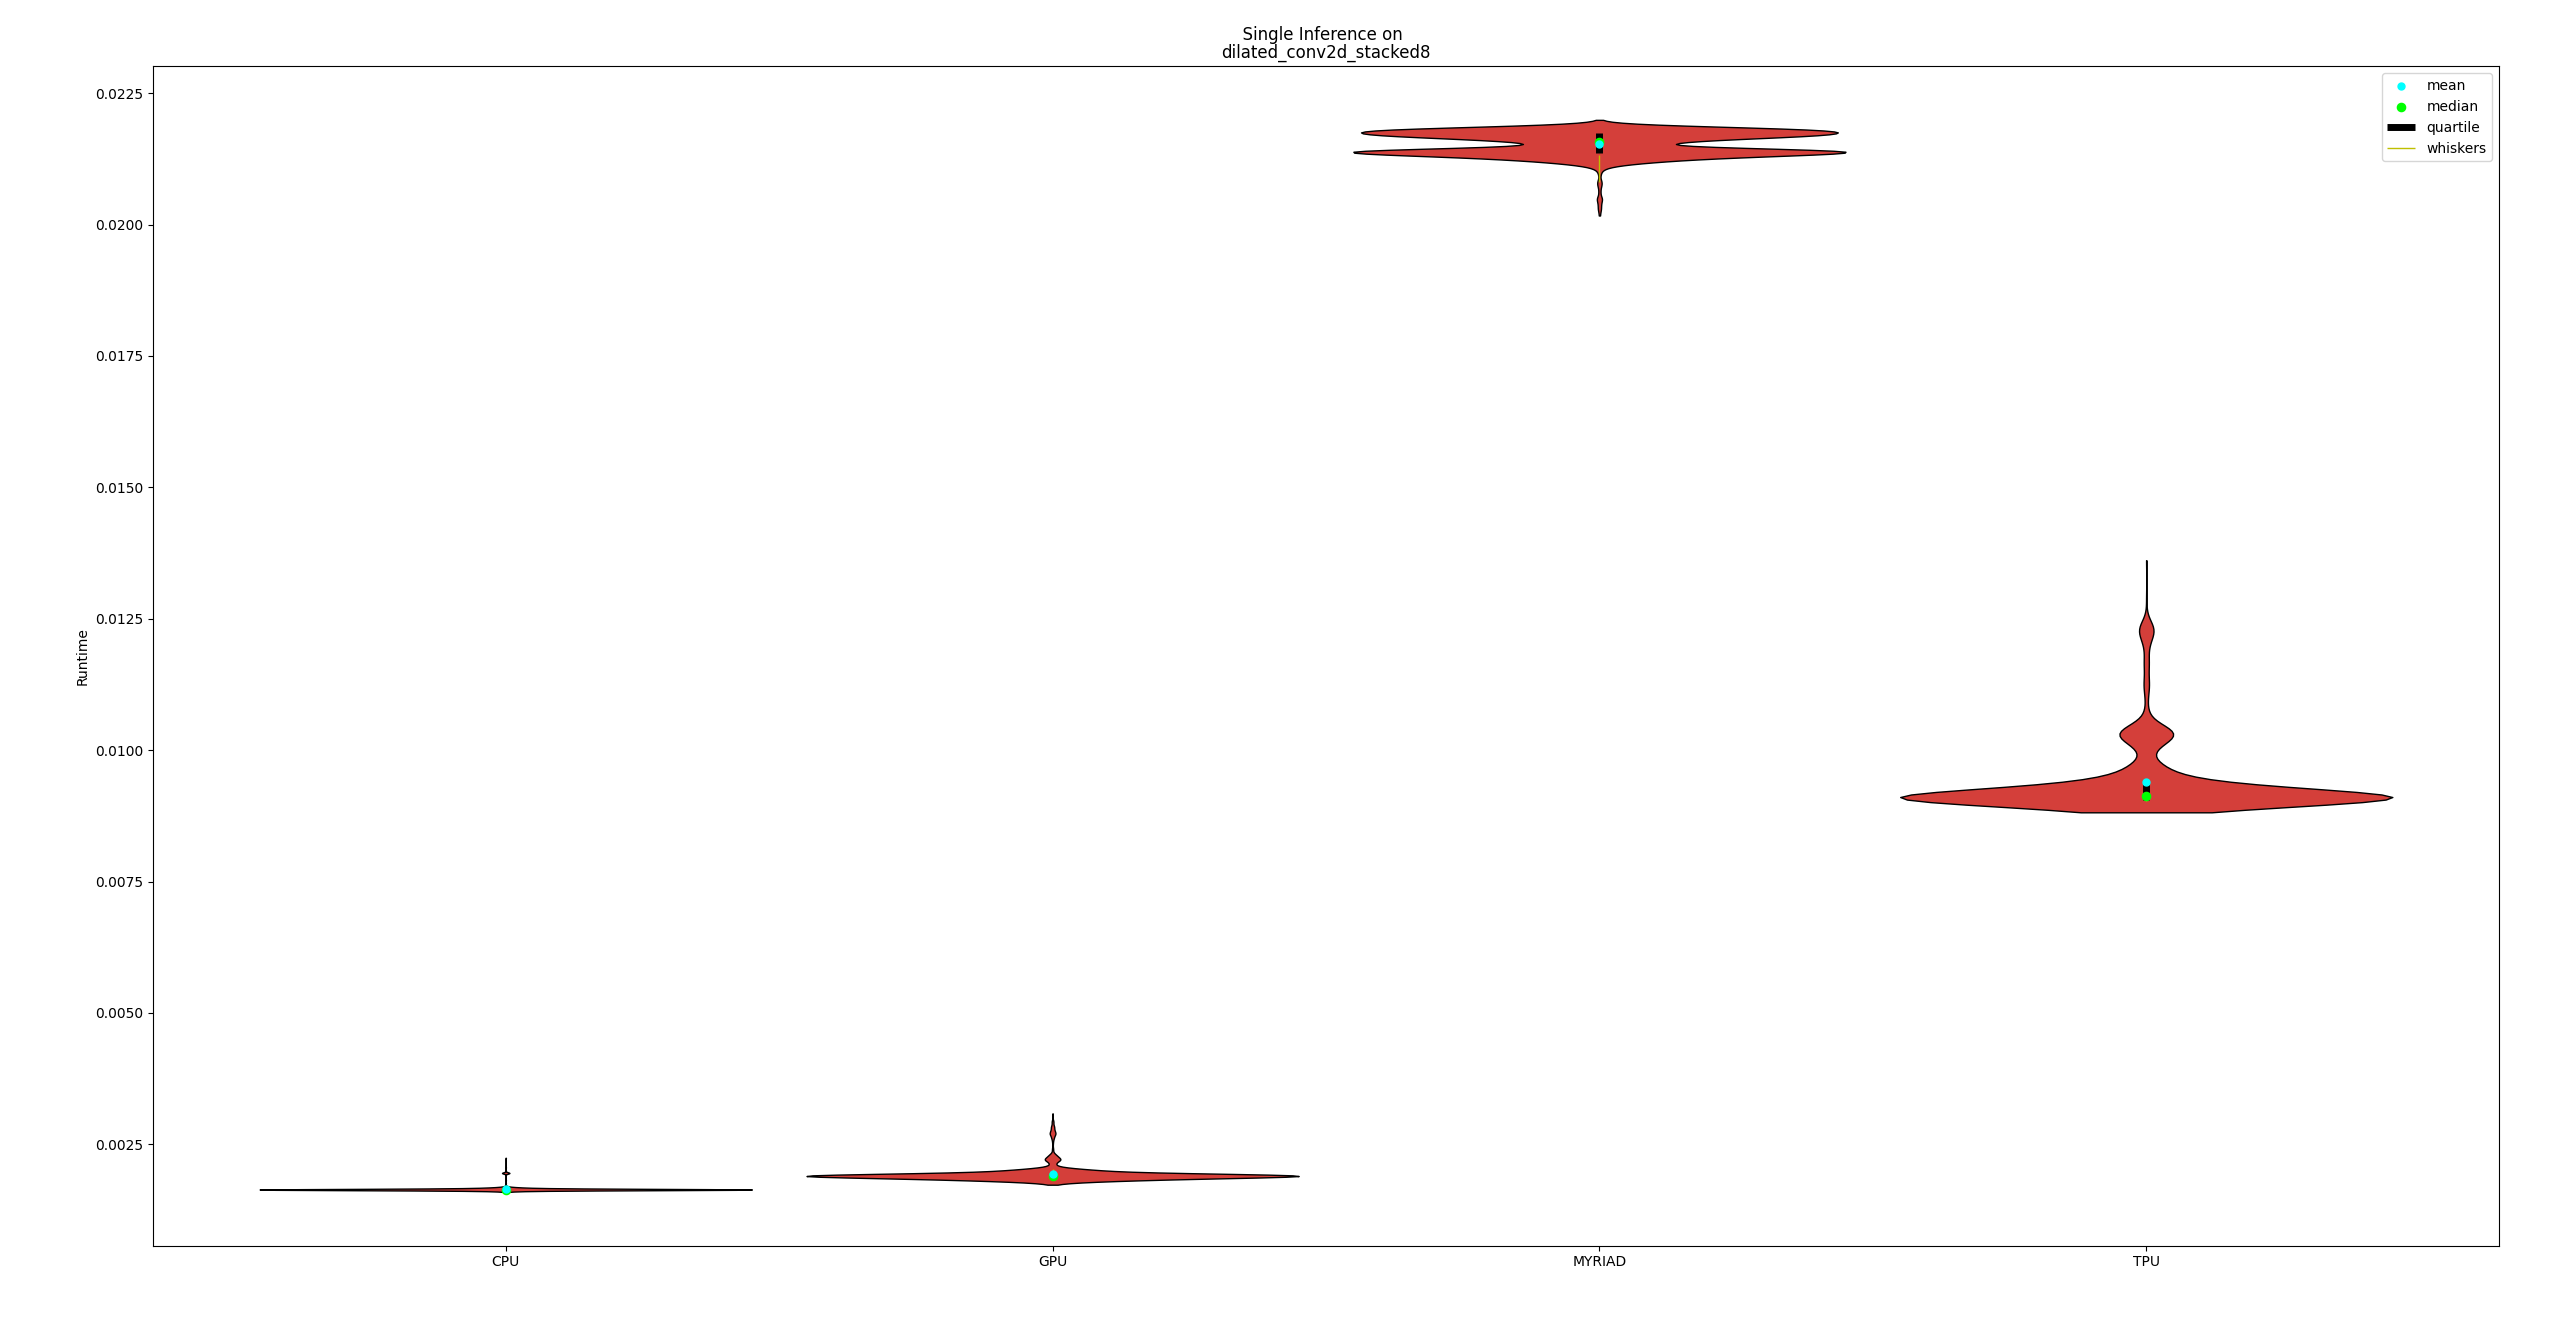 Single Inference on
dilated_conv2d_stacked8
mean
median
quartile
whiskers
Runtime
0.0225
0.0200
0.0175
0.0150
0.0125
0.0100
0.0075
0.0050
0.0025
CPU
GPU
MYRIAD
TPU